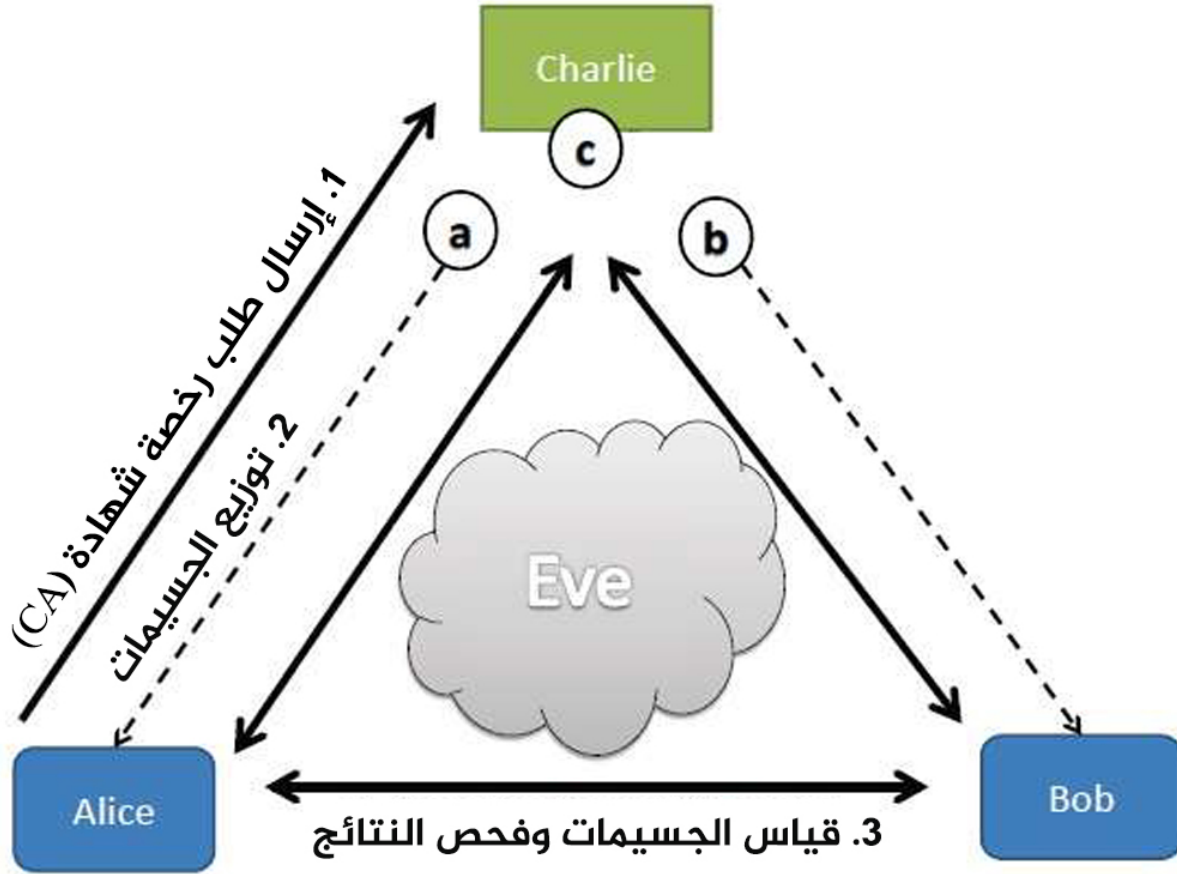 Charlie
c
a
b
1. إرسال طلب رخصة شهادة (CA)
2. توزيع الجسيمات
Eve
Alice
Bob
3. قياس الجسيمات وفحص النتائج